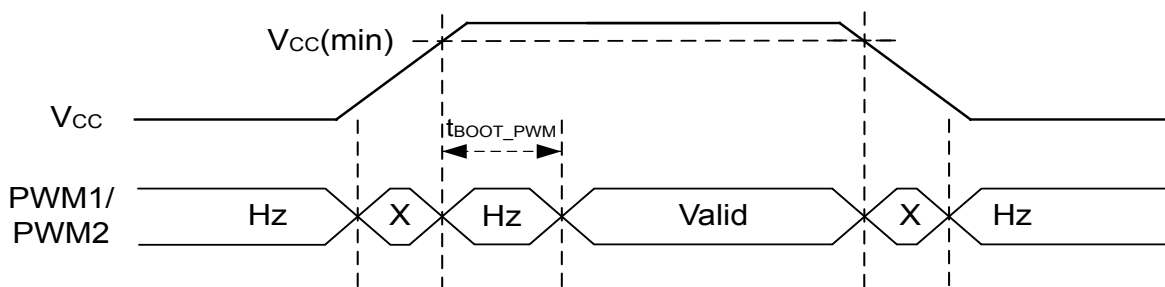 Vcc(min)
Vcc
tBOOT_PWM
PWM1/
PWM2
Hz X Hz Valid X Hz